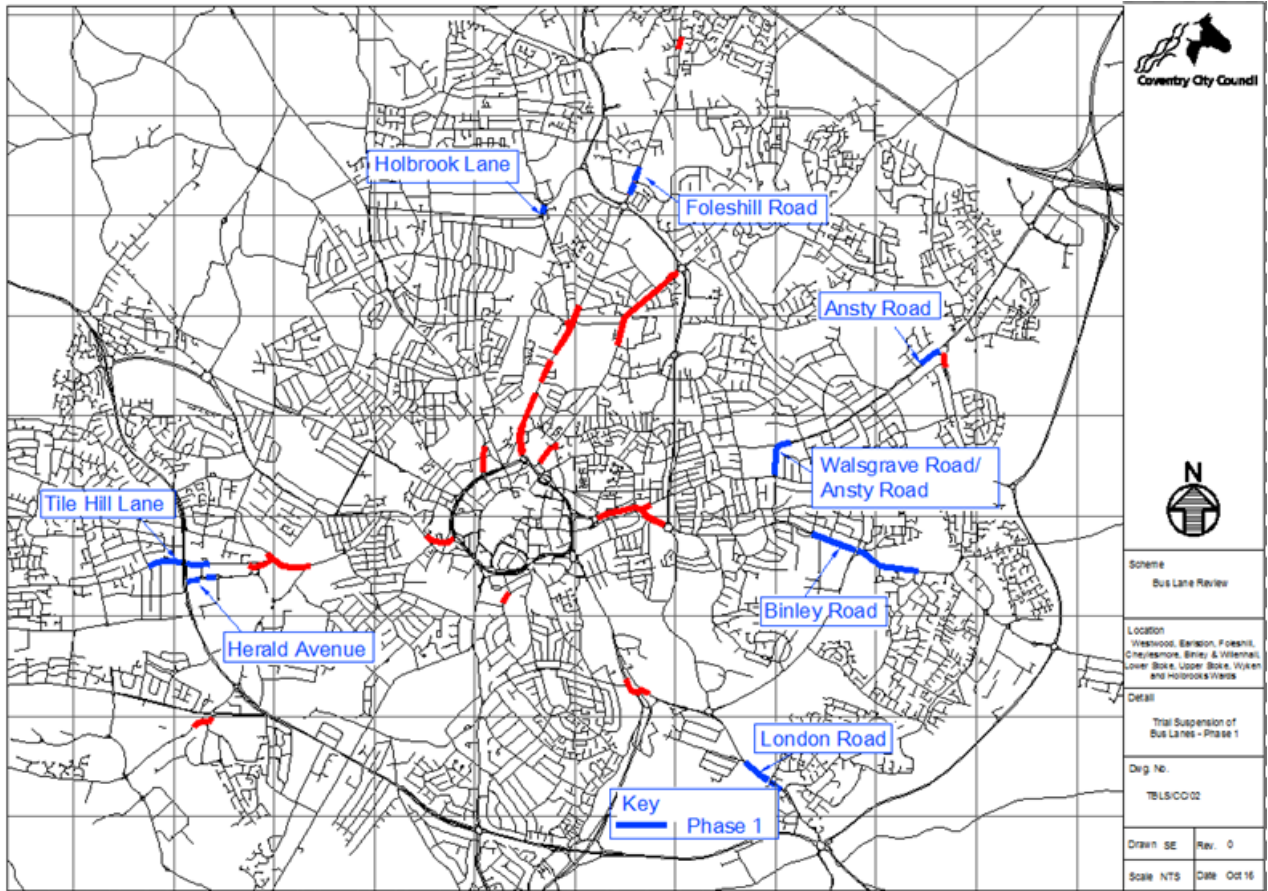 Holbrook Lane
Foleshill Road
Ansty Road
Walsgrave Road/
Ansty Road
Tile Hill Lane
Binley Road
Herald Avenue
London Road
Key
Phase 1
Coventry City Council
N
Scheme
Bus Lane Review
Location
Westwood, Earlsdon, Foleshill,
Cheylesmore, Binley & Willenhall,
Lower Stoke, Upper Stoke, Wyken
and Holbrooks Wards
Detail
Trial Suspension of
Bus Lanes - Phase 1
Dwg. No.
TBLS/CC/02
Drawn SE
Rev. 0
Scale NTS
Date Oct 16